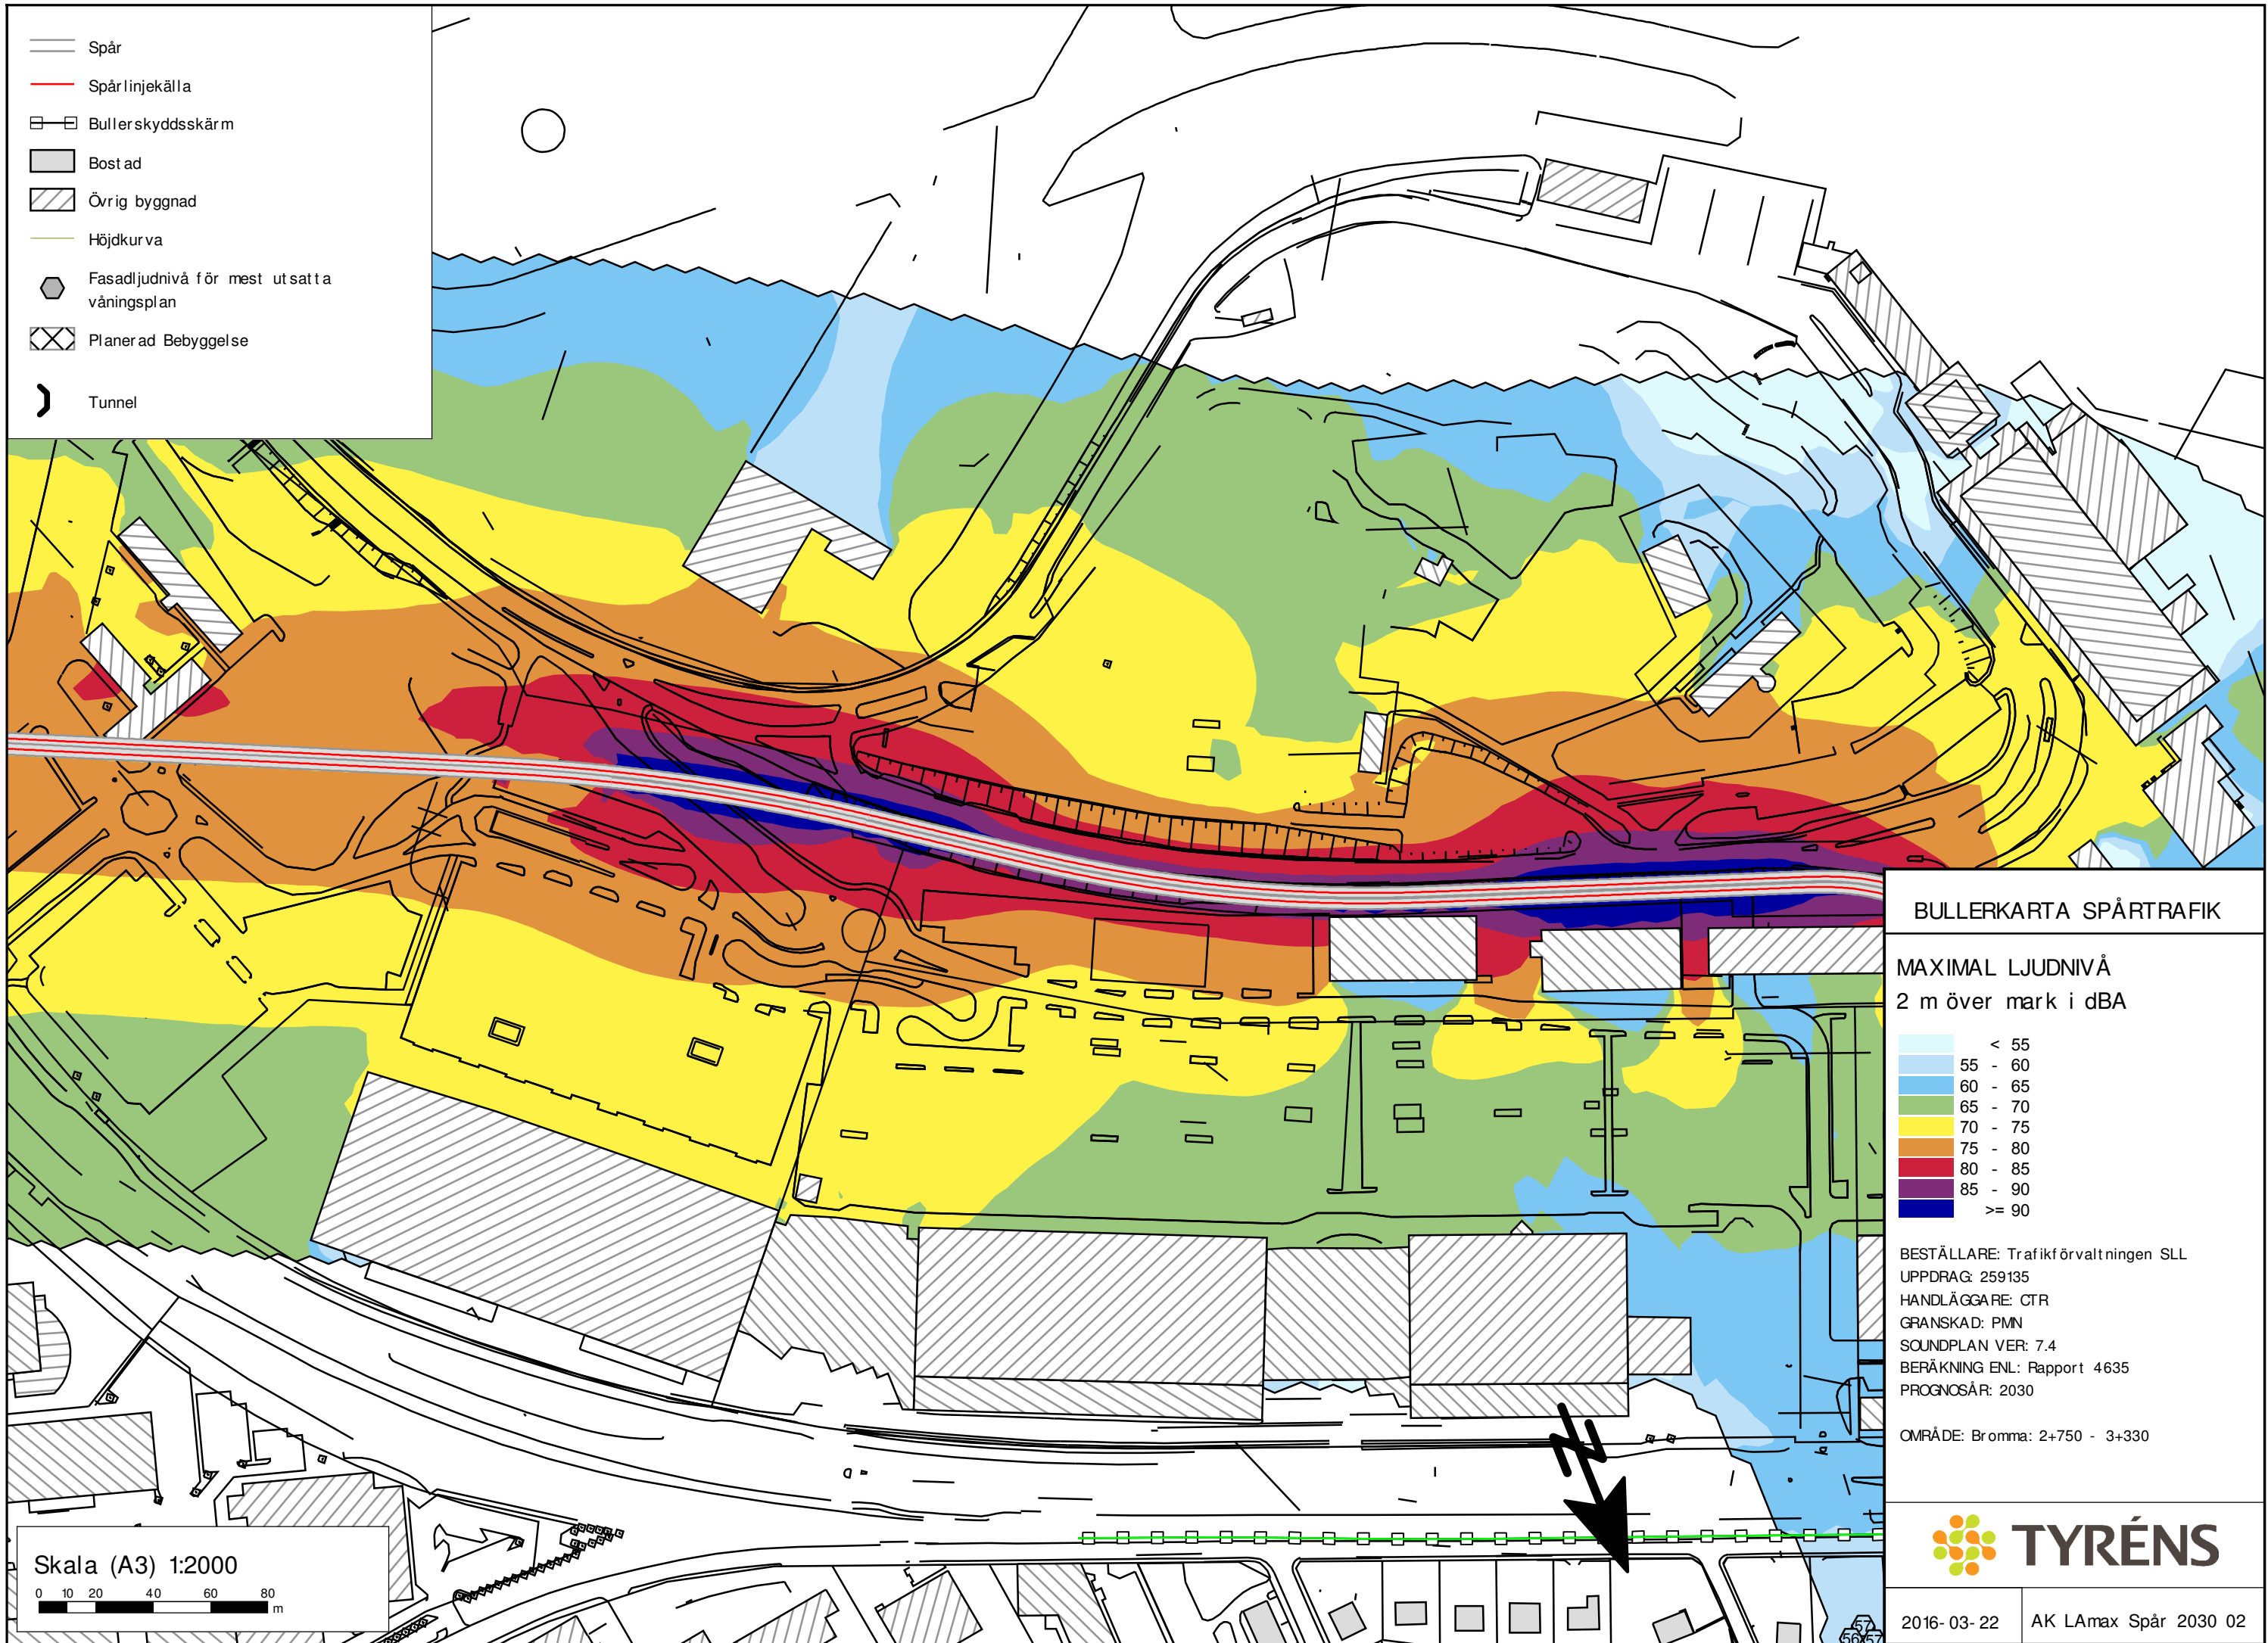 Spår
Spårlinjekälla
Bullerskyddsskärm
Bostad
Övrig byggnad
Höjdkurva
Fasadljudnivå för mest utsatta
våningsplan
Planerad Bebyggelse
Tunnel
BULLERKARTA SPÅRTRAFIK
MAXIMAL LJUDNIVÅ
2 m över mark i dBA
< 55
55 - 60
60 - 65
65 - 70
70 - 75
75 - 80
80 - 85
85 - 90
>= 90
BESTÄLLARE: Trafikförvaltningen SLL
UPPDRAG: 259135
HANDLÄGGARE: CTR
GRANSKAD: PMN
SOUNDPLAN VER: 7.4
BERÄKNING ENL: Rapport 4635
PROGNOSÅR: 2030
OMRÅDE: Bromma: 2+750 - 3+330
TYRÉNS
2016-03-22
AK LAmax Spår 2030 02
Skala (A3) 1:2000
0 10 20 40 60 80
m
57
56 57